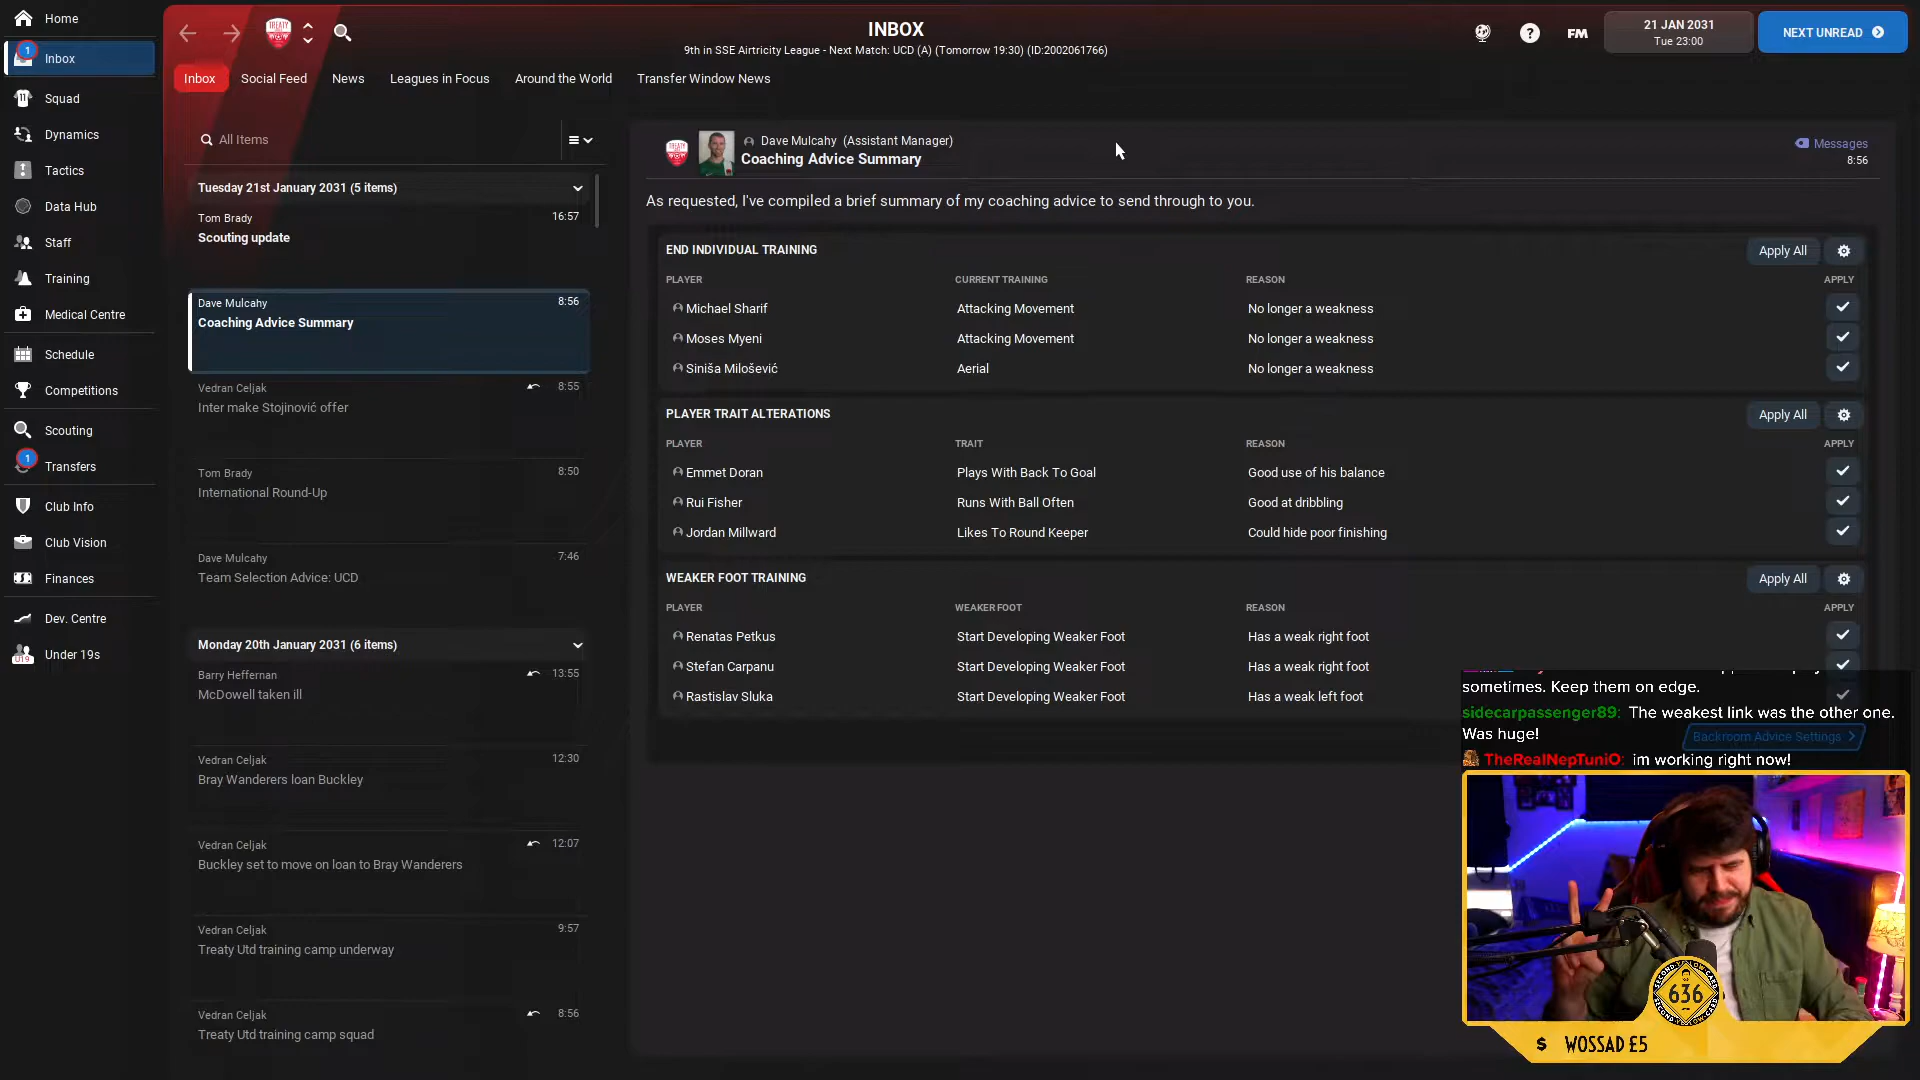 Home
Inbox
Squad
Dynamics
Tactics
Data Hub
Staff
Training
Medical Centre
Schedule
Competitions
Scouting
Transfers
Club Info
Club Vision
Finances
Dev. Centre
Under 19s
1
1
U19
TREATY
INBOX
9th in SSE Airtricity League - Next Match: UCD (A) (Tomorrow 19:30) (ID:2002061766)
FM
21 JAN 2031
Tue 23:00
NEXT UNREAD
Inbox Social Feed News Leagues in Focus Around the World Transfer Window News
All Items
Tuesday 21st January 2031 (5 items)
Tom Brady 16:57
Scouting update
Dave Mulcahy 8:56
Coaching Advice Summary
Vedran Celjak 8:55
Inter make Stojinović offer
Tom Brady 8:50
International Round-Up
Dave Mulcahy 7:46
Team Selection Advice: UCD
Monday 20th January 2031 (6 items)
Barry Heffernan 13:55
McDowell taken ill
Vedran Celjak 12:30
Bray Wanderers loan Buckley
Vedran Celjak 12:07
Buckley set to move on loan to Bray Wanderers
Vedran Celjak 9:57
Treaty Utd training camp underway
Vedran Celjak 8:56
Treaty Utd training camp squad
Dave Mulcahy (Assistant Manager)
Coaching Advice Summary
Messages
8:56
As requested, I've compiled a brief summary of my coaching advice to send through to you.
END INDIVIDUAL TRAINING Apply All
PLAYER CURRENT TRAINING REASON APPLY
Michael Sharif Attacking Movement No longer a weakness
Moses Myeni Attacking Movement No longer a weakness
Siniša Milošević Aerial No longer a weakness
PLAYER TRAIT ALTERATIONS Apply All
PLAYER TRAIT REASON APPLY
Emmet Doran Plays With Back To Goal Good use of his balance
Rui Fisher Runs With Ball Often Good at dribbling
Jordan Millward Likes To Round Keeper Could hide poor finishing
WEAKER FOOT TRAINING Apply All
PLAYER WEAKER FOOT REASON APPLY
Renatas Petkus Start Developing Weaker Foot Has a weak right foot
Stefan Carpanu Start Developing Weaker Foot Has a weak right foot
Rastislav Sluka Start Developing Weaker Foot Has a weak left foot
Backroom Advice Settings
sometimes. Keep them on edge.
sidecarpassenger89: The weakest link was the other one.
Was huge!
TheRealNepTuniO: im working right now!
SECOND YELLOW CARD
636
$ WOSSAD £5